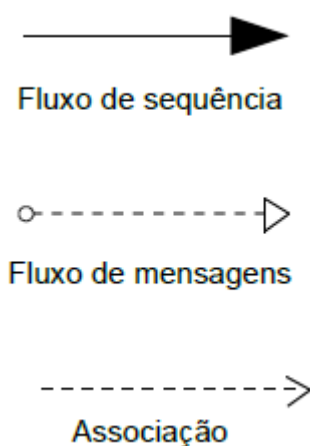 Fluxo de sequência
Fluxo de mensagens
Associação